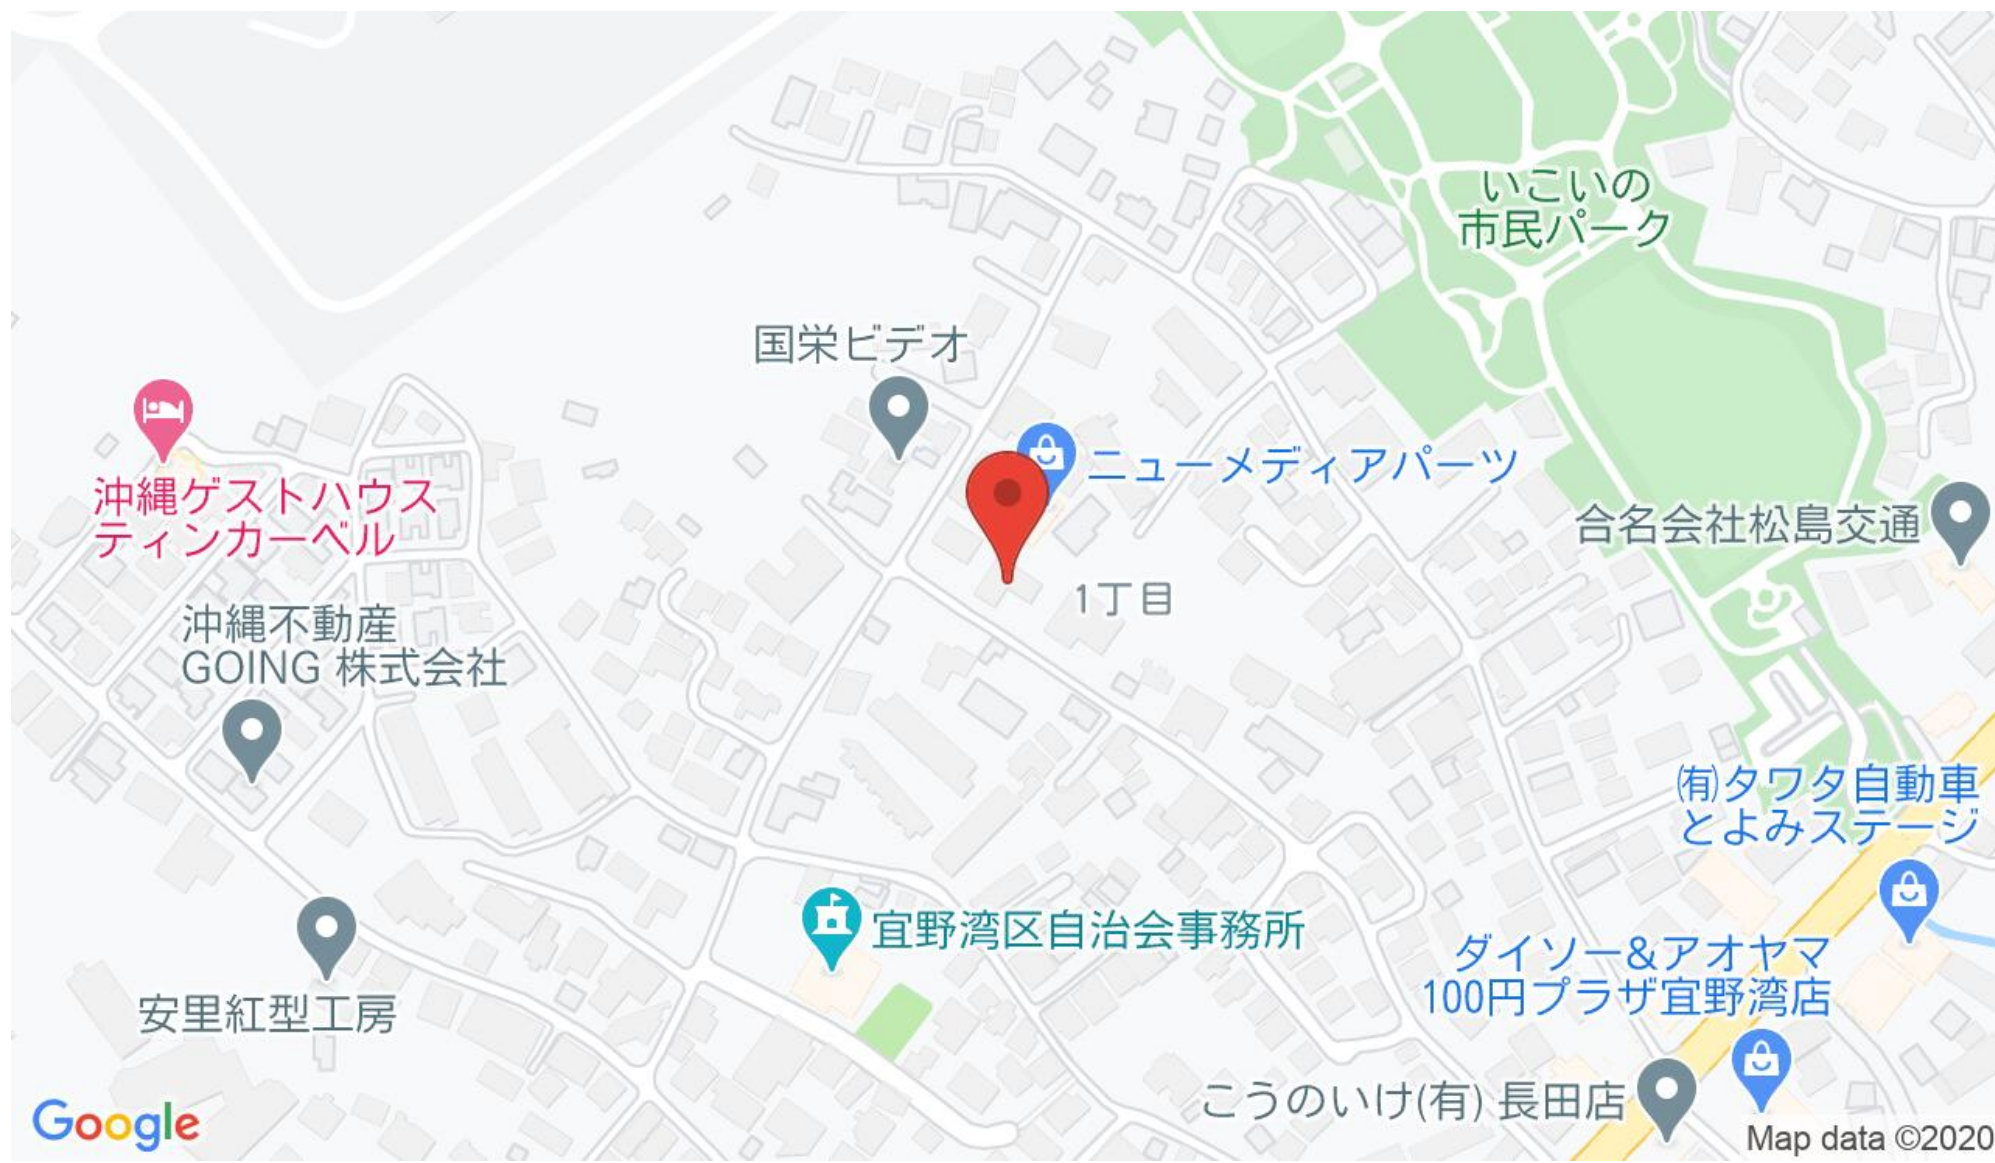 いこいの
市民パーク
国栄ビデオ
ニューメディアパーツ
沖縄ゲストハウス
ティンカーベル
合名会社松島交通
1丁目
沖縄不動産
GOING 株式会社
㈲タワタ自動車
とよみステージ
宜野湾区自治会事務所
ダイソー&アオヤマ
100円プラザ宜野湾店
安里紅型工房
こうのいけ(有) 長田店
Google
Map data ©2020